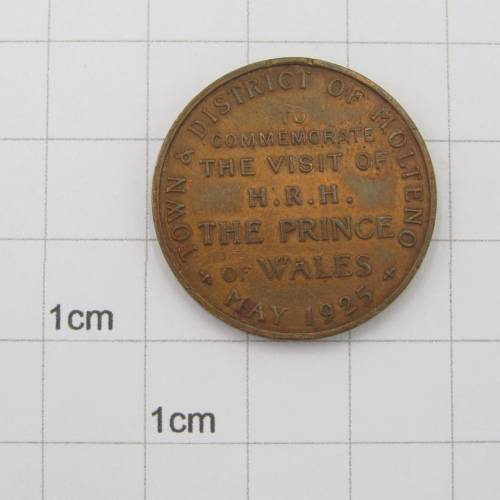 TOWN & DISTRICT OF MOLTENO
TO
COMMEMORATE
THE VISIT OF
H.R.H.
THE PRINCE
OF WALES
MAY 1925
1cm
1cm